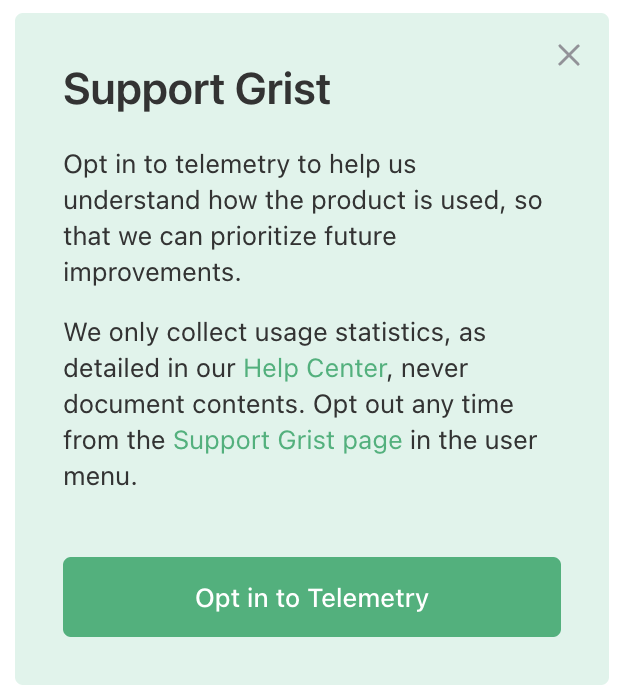 Support Grist
Opt in to telemetry to help us
understand how the product is used, so
that we can prioritize future
improvements.
We only collect usage statistics, as
detailed in our Help Center, never
document contents. Opt out any time
from the Support Grist page in the user
menu.
Opt in to Telemetry